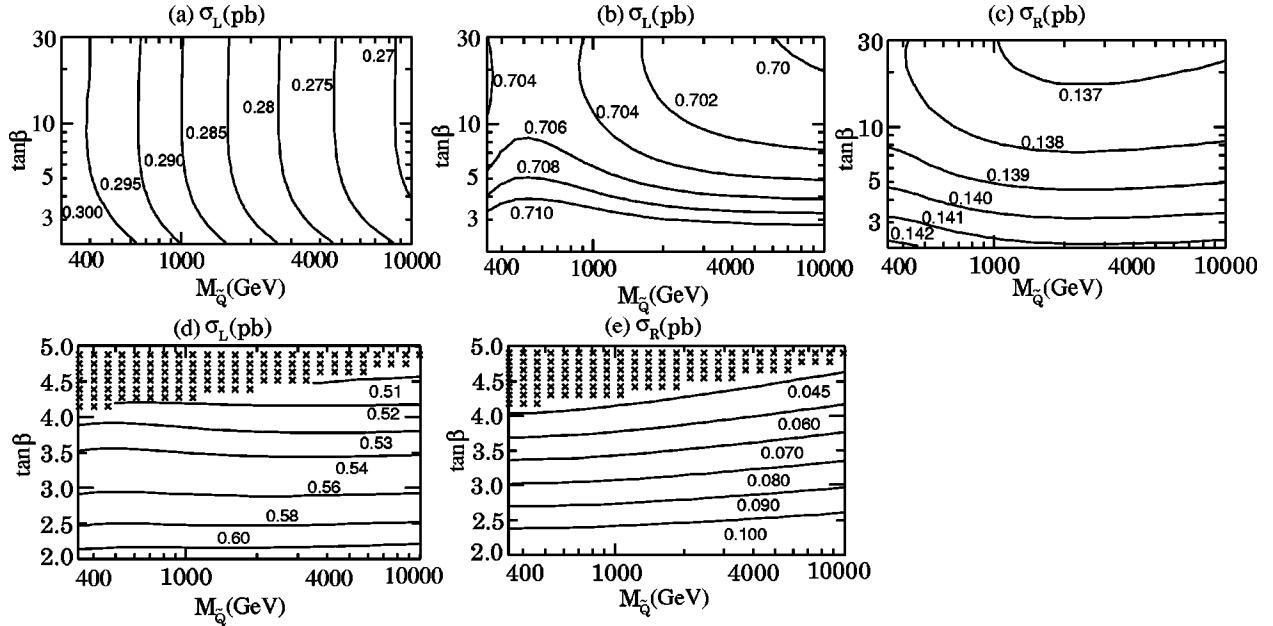 (a) σL(pb)
30
10
5
3
tanβ
0.27
0.275
0.28
0.285
0.290
0.295
0.300
400 1000 4000 10000
MQ̃(GeV)
(b) σL(pb)
30
10
5
3
tanβ
0.704
0.70
0.702
0.704
0.706
0.708
0.710
400 1000 4000 10000
MQ̃(GeV)
(c) σR(pb)
30
10
5
3
tanβ
0.137
0.138
0.139
0.140
0.141
0.142
400 1000 4000 10000
MQ̃(GeV)
(d) σL(pb)
5.0
4.5
4.0
3.5
3.0
2.5
2.0
tanβ
0.51
0.52
0.53
0.54
0.56
0.58
0.60
400 1000 4000 10000
MQ̃(GeV)
(e) σR(pb)
5.0
4.5
4.0
3.5
3.0
2.5
2.0
tanβ
0.045
0.060
0.070
0.080
0.090
0.100
400 1000 4000 10000
MQ̃(GeV)